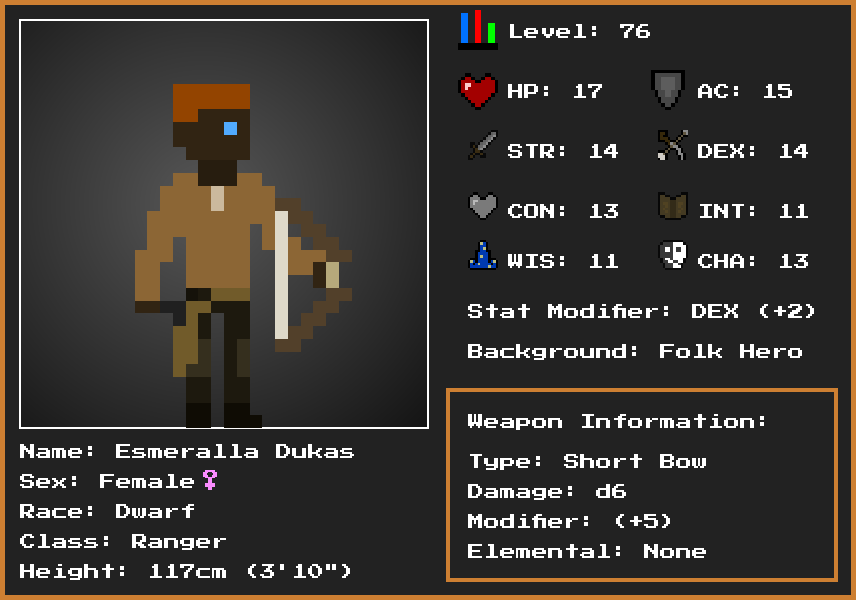 Level: 76
HP: 17
AC: 15
STR: 14
DEX: 14
CON: 13
INT: 11
WIS: 11
CHA: 13
Stat Modifier: DEX (+2)
Background: Folk Hero
Weapon Information:
Type: Short Bow
Damage: d6
Modifier: (+5)
Elemental: None
Name: Esmeralla Dukas
Sex: Female♀
Race: Dwarf
Class: Ranger
Height: 117cm (3'10")